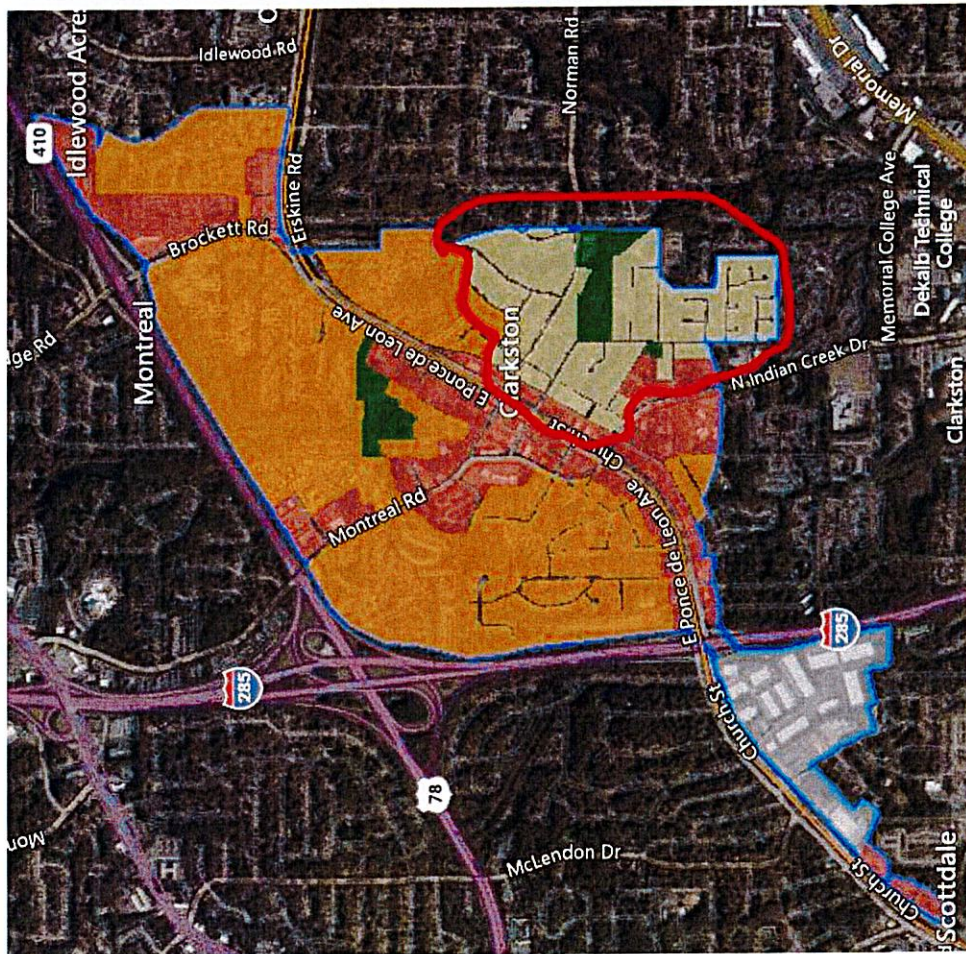 410
Idlewood Acres
Idlewood Rd
Brockett Rd
Erskine Rd
Norman Rd
Memorial Dr
Montreal
E Ponce de Leon Ave
Clarkston
Church St
Montreal Rd
N Indian Creek Dr
Memorial College Ave
Dekalb Technical
College
Clarkston
E Ponce de Leon Ave
285
285
78
Church St
McLendon Dr
Church St
Scottdale